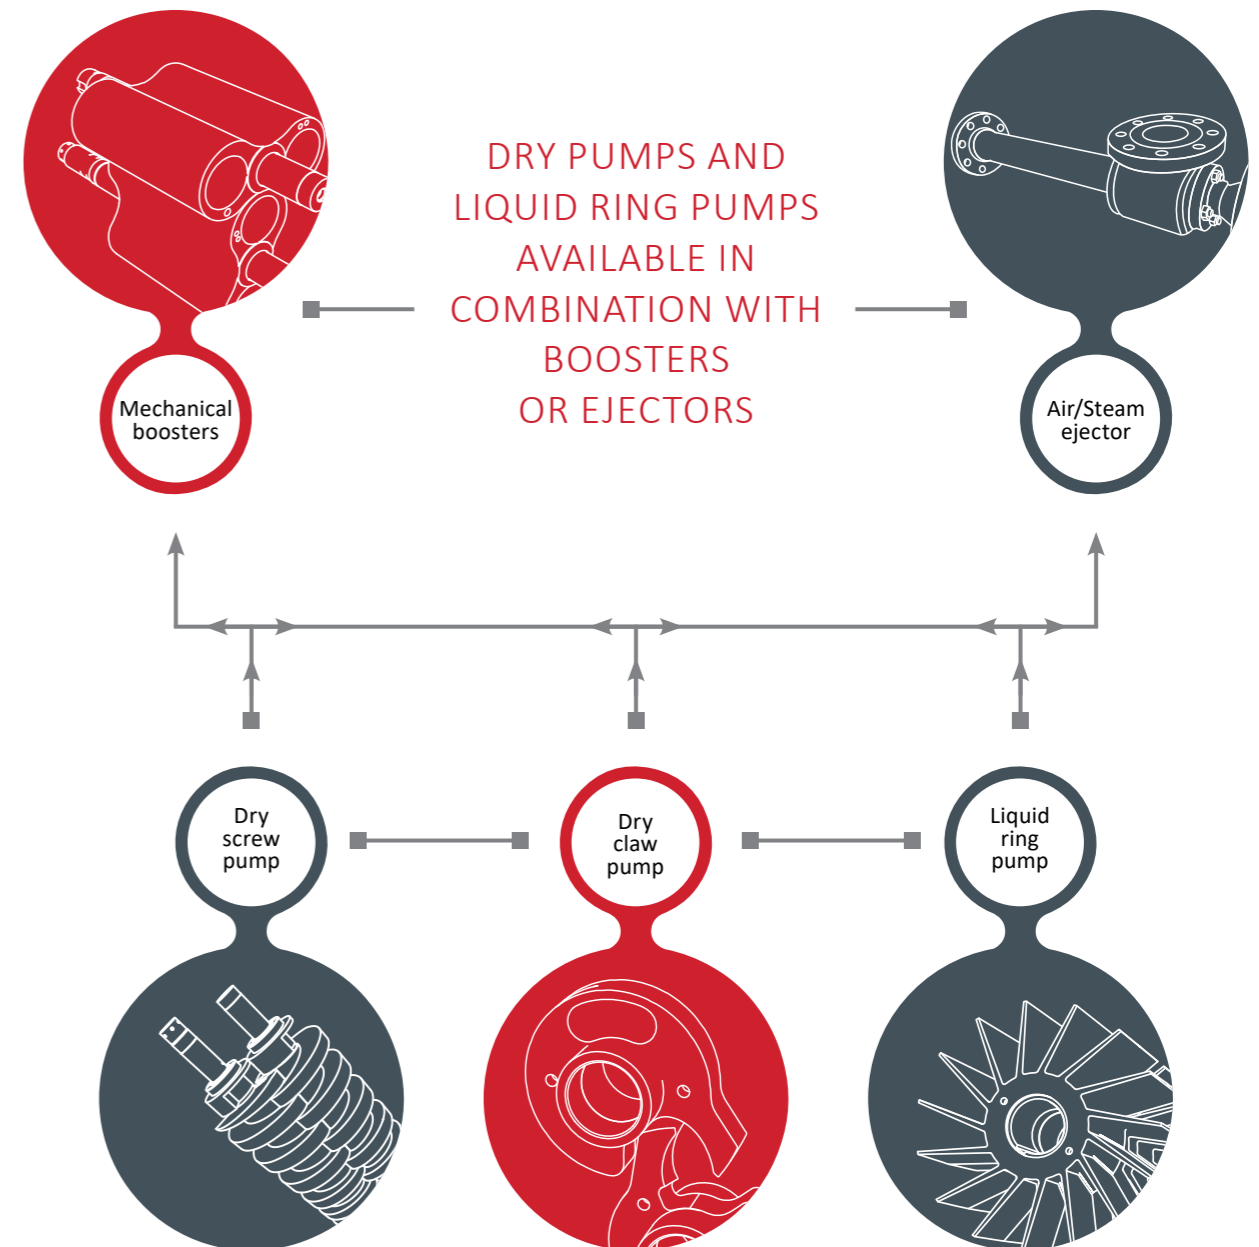 DRY PUMPS AND
LIQUID RING PUMPS
AVAILABLE IN
COMBINATION WITH
BOOSTERS
OR EJECTORS
Mechanical
boosters
Air/Steam
ejector
Dry
screw
pump
Dry
claw
pump
Liquid
ring
pump